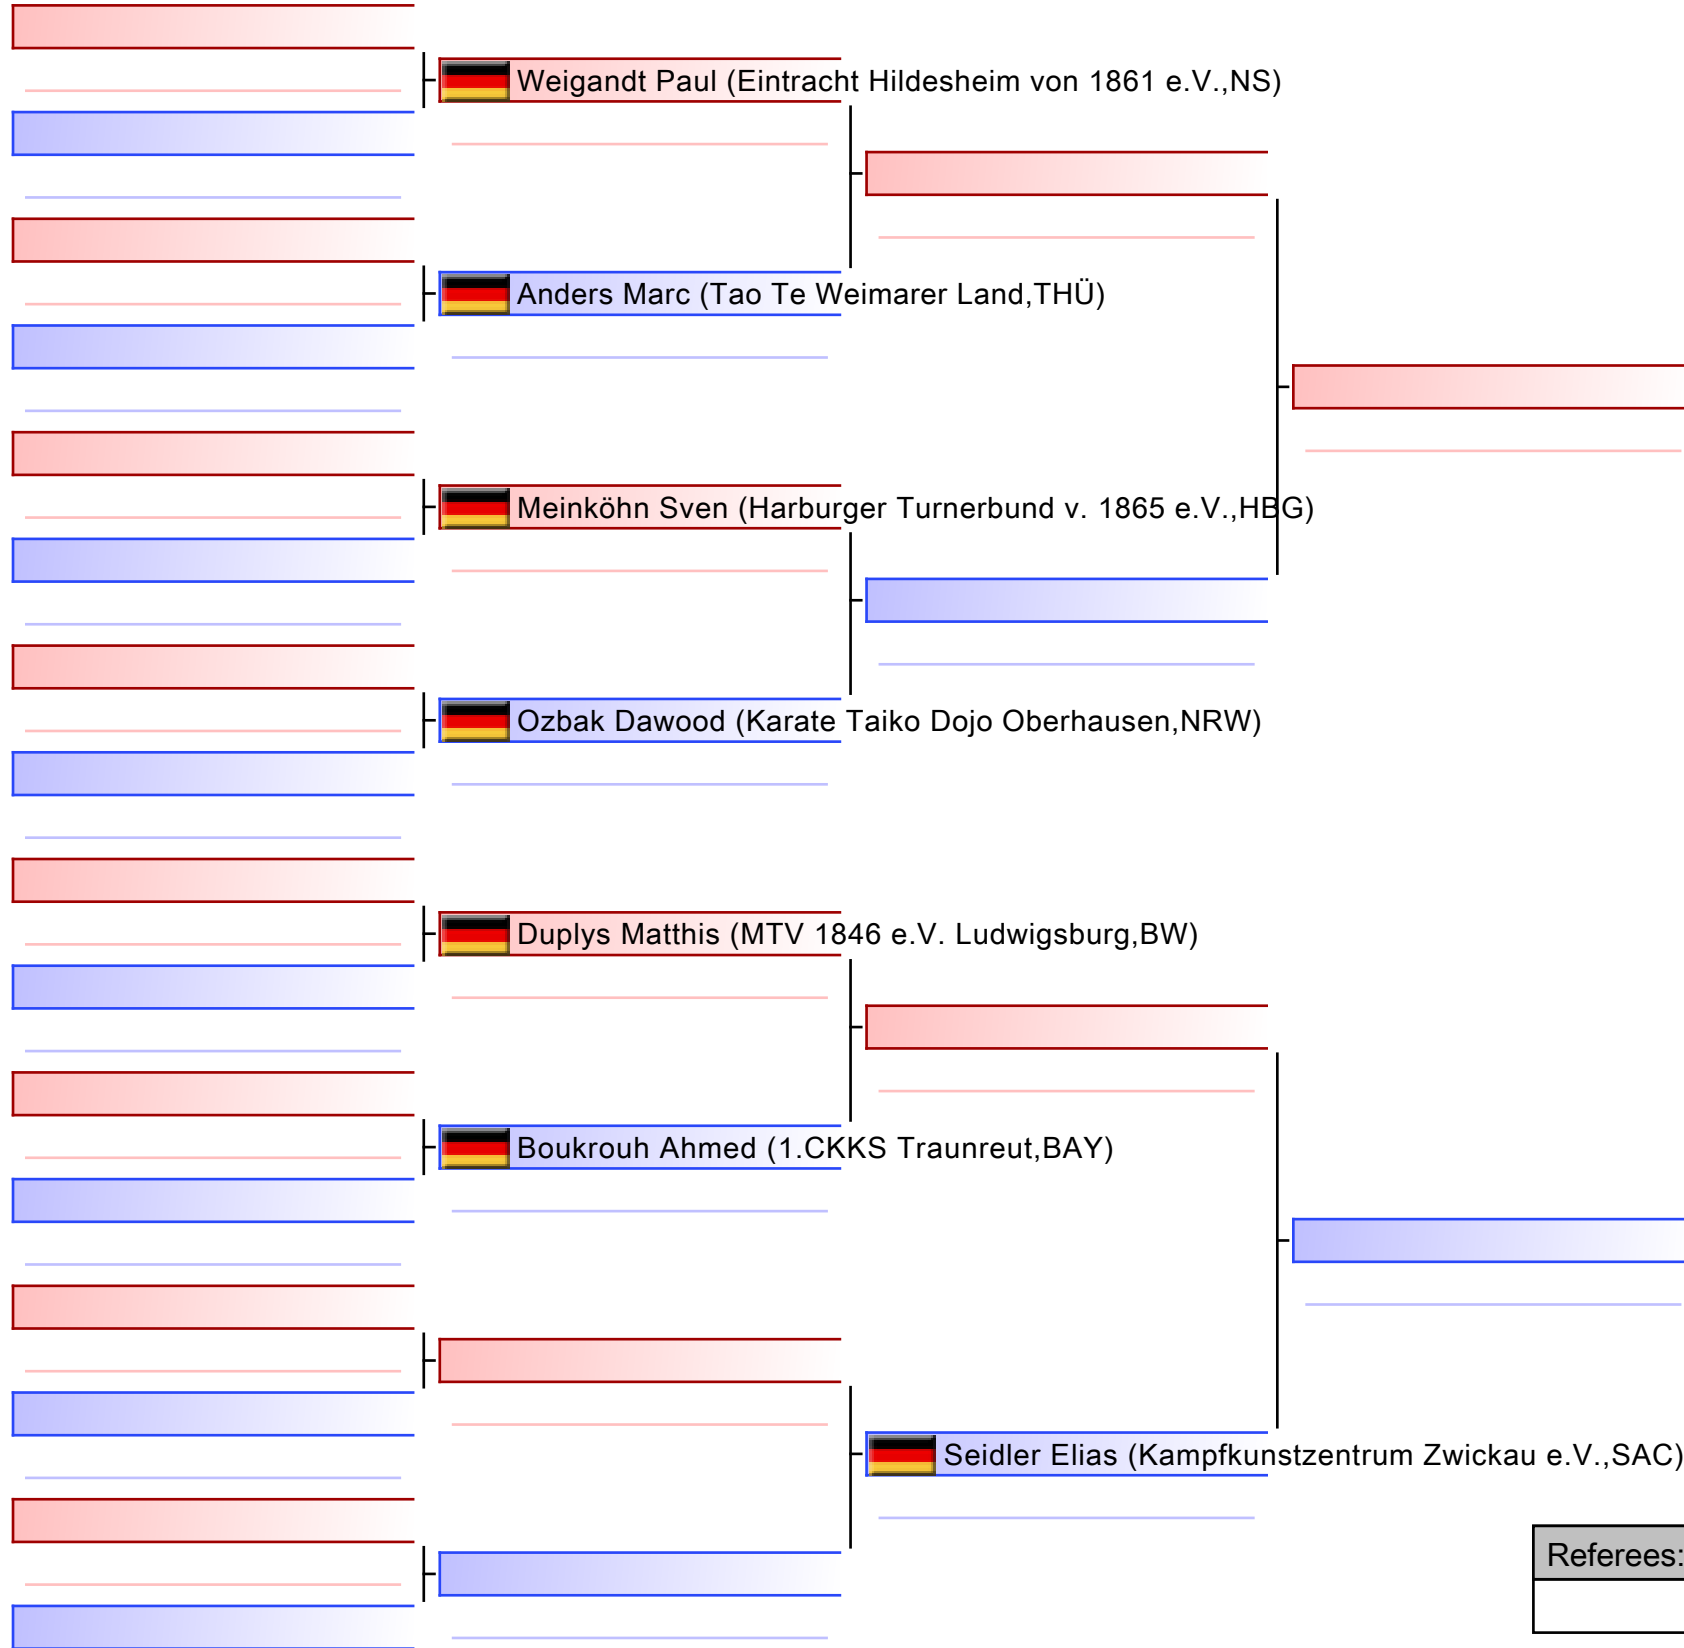 Weigandt Paul (Eintracht Hildesheim von 1861 e.V.,NS)
Anders Marc (Tao Te Weimarer Land,THÜ)
Meinköhn Sven (Harburger Turnerbund v. 1865 e.V.,HBG)
Ozbak Dawood (Karate Taiko Dojo Oberhausen,NRW)
Duplys Matthis (MTV 1846 e.V. Ludwigsburg,BW)
Boukrouh Ahmed (1.CKKS Traunreut,BAY)
Seidler Elias (Kampfkunstzentrum Zwickau e.V.,SAC)
Referees: